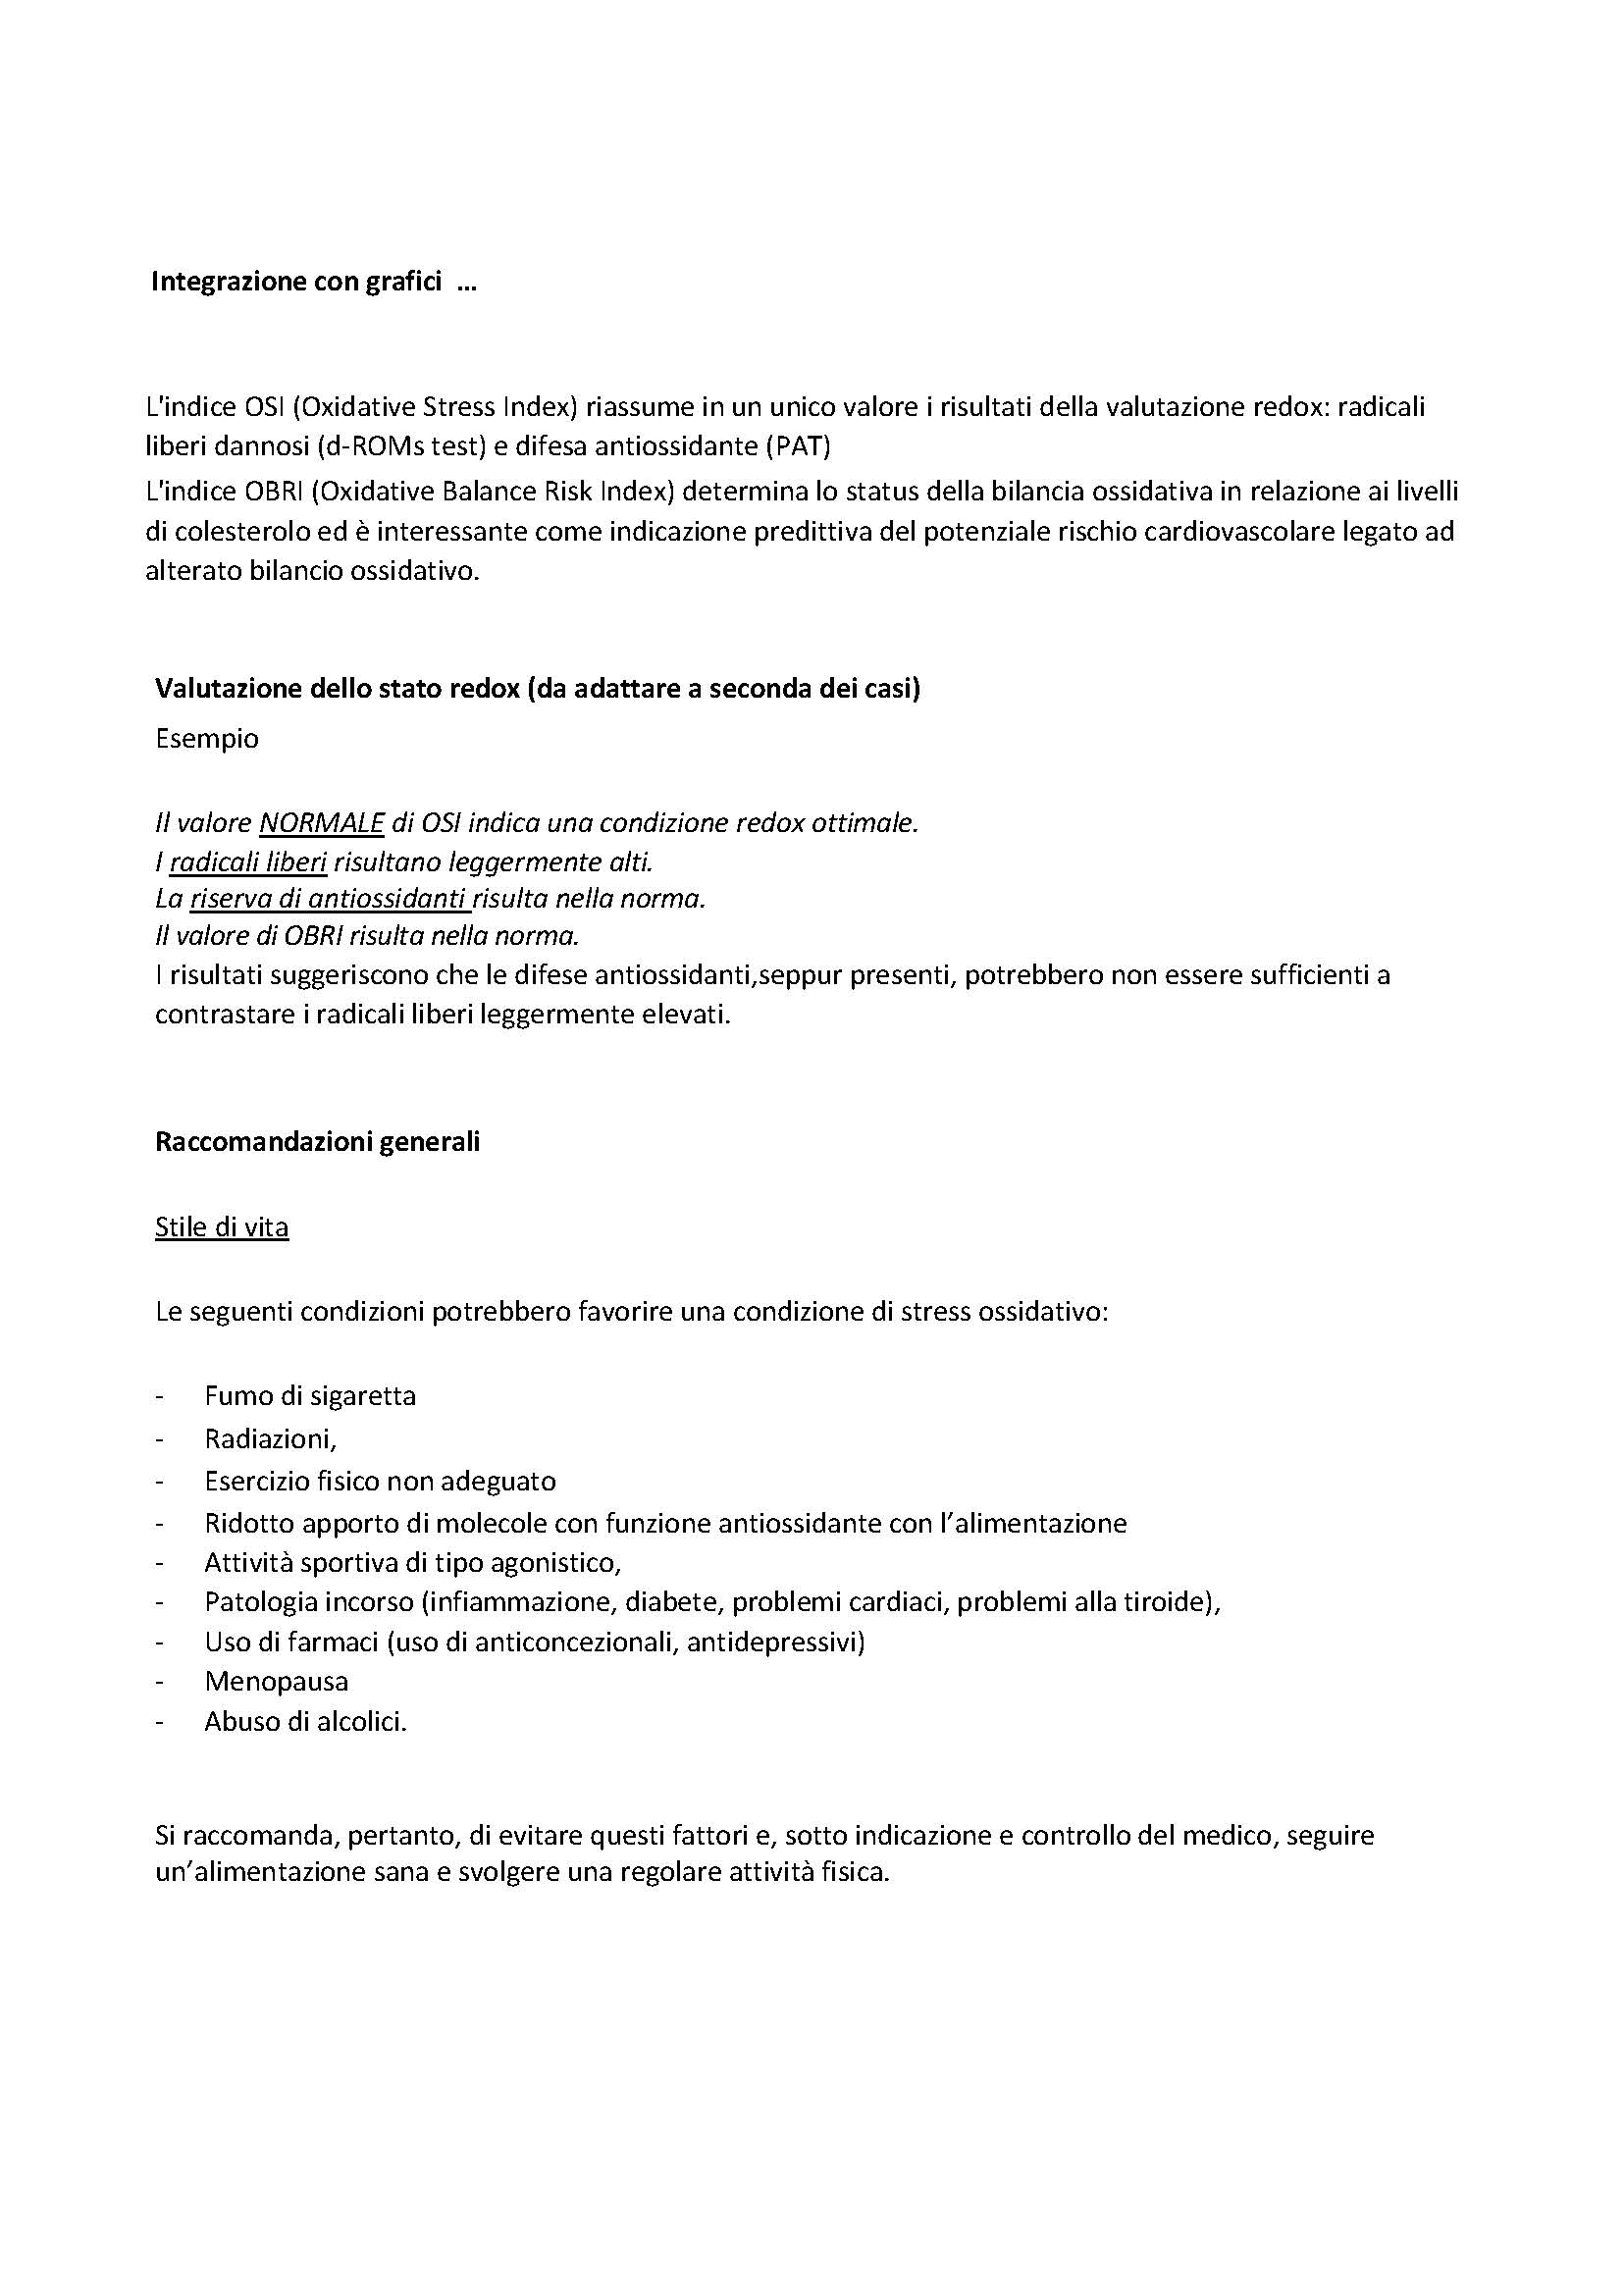 Integrazione con grafici  ...
L'indice OSI (Oxidative Stress Index) riassume in un unico valore i risultati della valutazione redox: radicali
liberi dannosi (d-ROMs test) e difesa antiossidante (PAT)
L'indice OBRI (Oxidative Balance Risk Index) determina lo status della bilancia ossidativa in relazione ai livelli
di colesterolo ed è interessante come indicazione predittiva del potenziale rischio cardiovascolare legato ad
alterato bilancio ossidativo.
Valutazione dello stato redox (da adattare a seconda dei casi)
Esempio
Il valore NORMALE di OSI indica una condizione redox ottimale.
I radicali liberi risultano leggermente alti.
La riserva di antiossidanti risulta nella norma.
Il valore di OBRI risulta nella norma.
I risultati suggeriscono che le difese antiossidanti,seppur presenti, potrebbero non essere sufficienti a
contrastare i radicali liberi leggermente elevati.
Raccomandazioni generali
Stile di vita
Le seguenti condizioni potrebbero favorire una condizione di stress ossidativo:
- Fumo di sigaretta
- Radiazioni,
- Esercizio fisico non adeguato
- Ridotto apporto di molecole con funzione antiossidante con l’alimentazione
- Attività sportiva di tipo agonistico,
- Patologia incorso (infiammazione, diabete, problemi cardiaci, problemi alla tiroide),
- Uso di farmaci (uso di anticoncezionali, antidepressivi)
- Menopausa
- Abuso di alcolici.
Si raccomanda, pertanto, di evitare questi fattori e, sotto indicazione e controllo del medico, seguire
un’alimentazione sana e svolgere una regolare attività fisica.